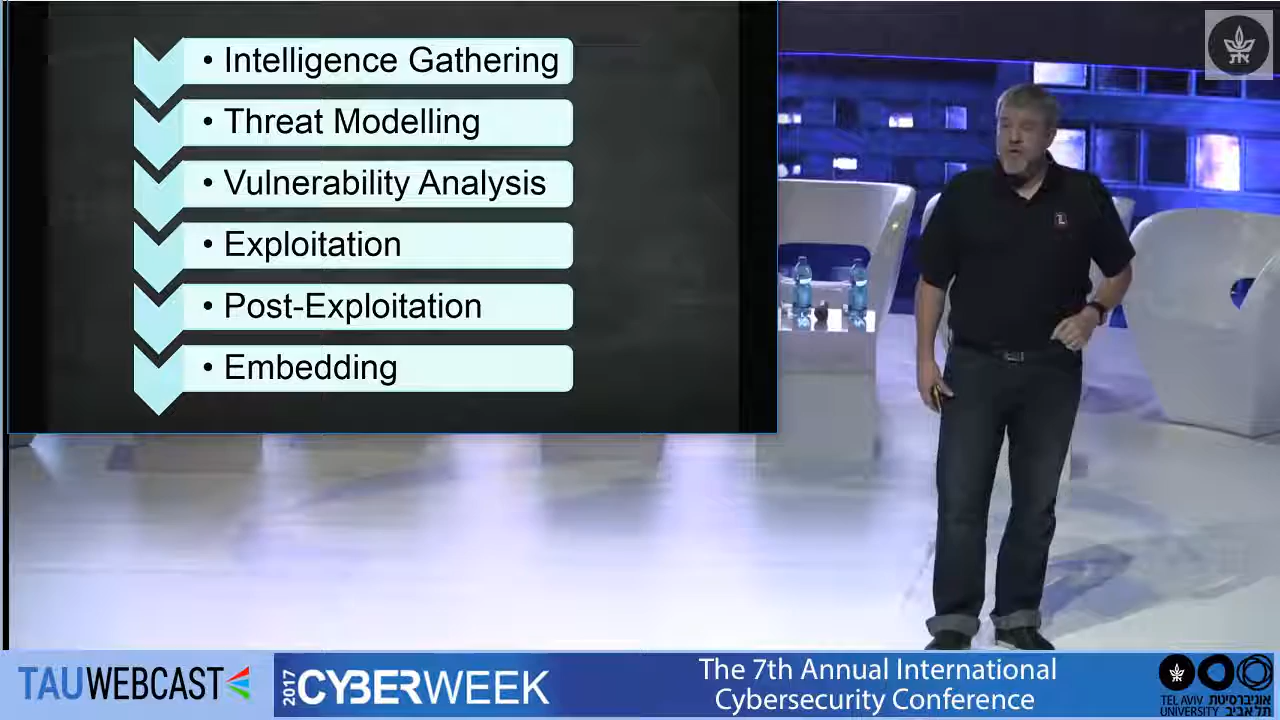 • Intelligence Gathering
• Threat Modelling
• Vulnerability Analysis
• Exploitation
• Post-Exploitation
• Embedding
TAUWEBCAST
2017 CYBERWEEK
The 7th Annual International
Cybersecurity Conference
TEL AVIV אוניברסיטת
UNIVERSITY תל אביב